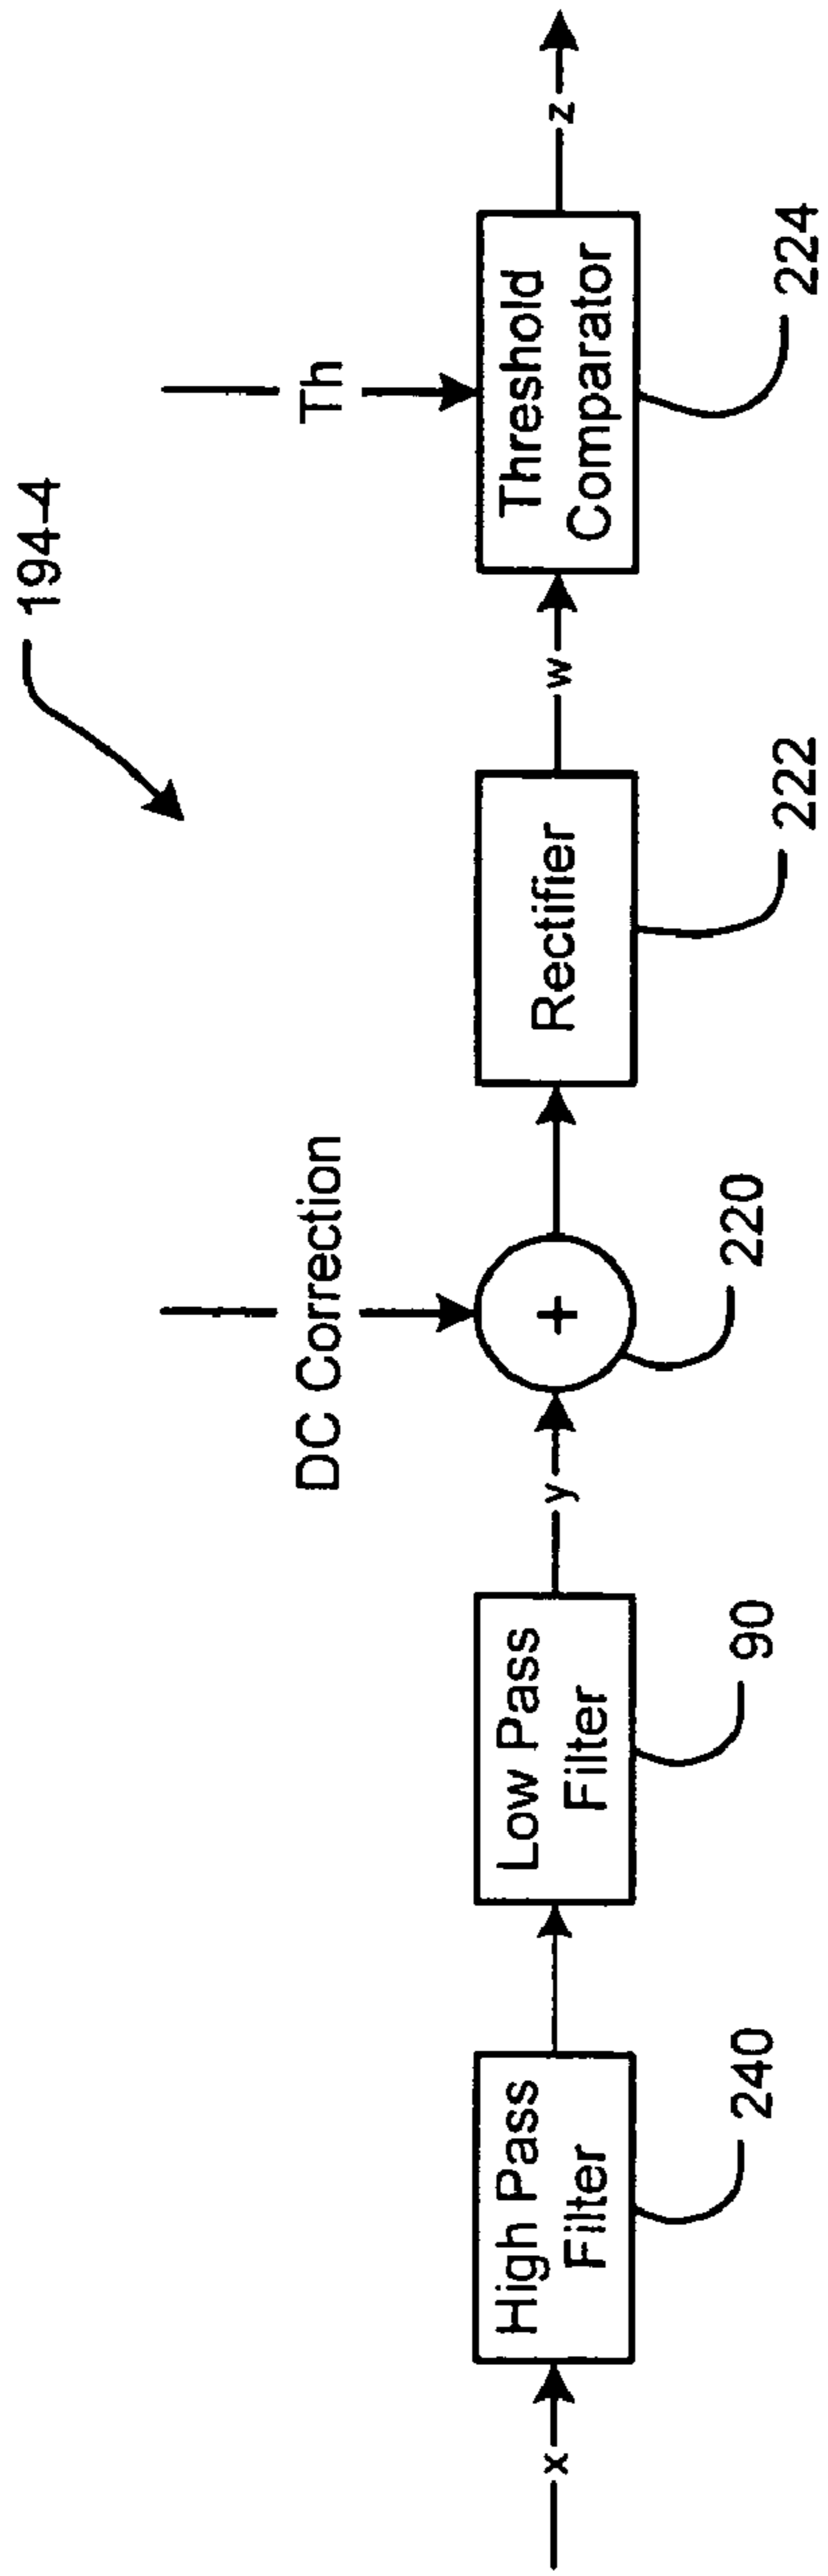 194-4
DC Correction
Th
x
High Pass
Filter
Low Pass
Filter
y
+
Rectifier
w
Threshold
Comparator
z
240
90
220
222
224